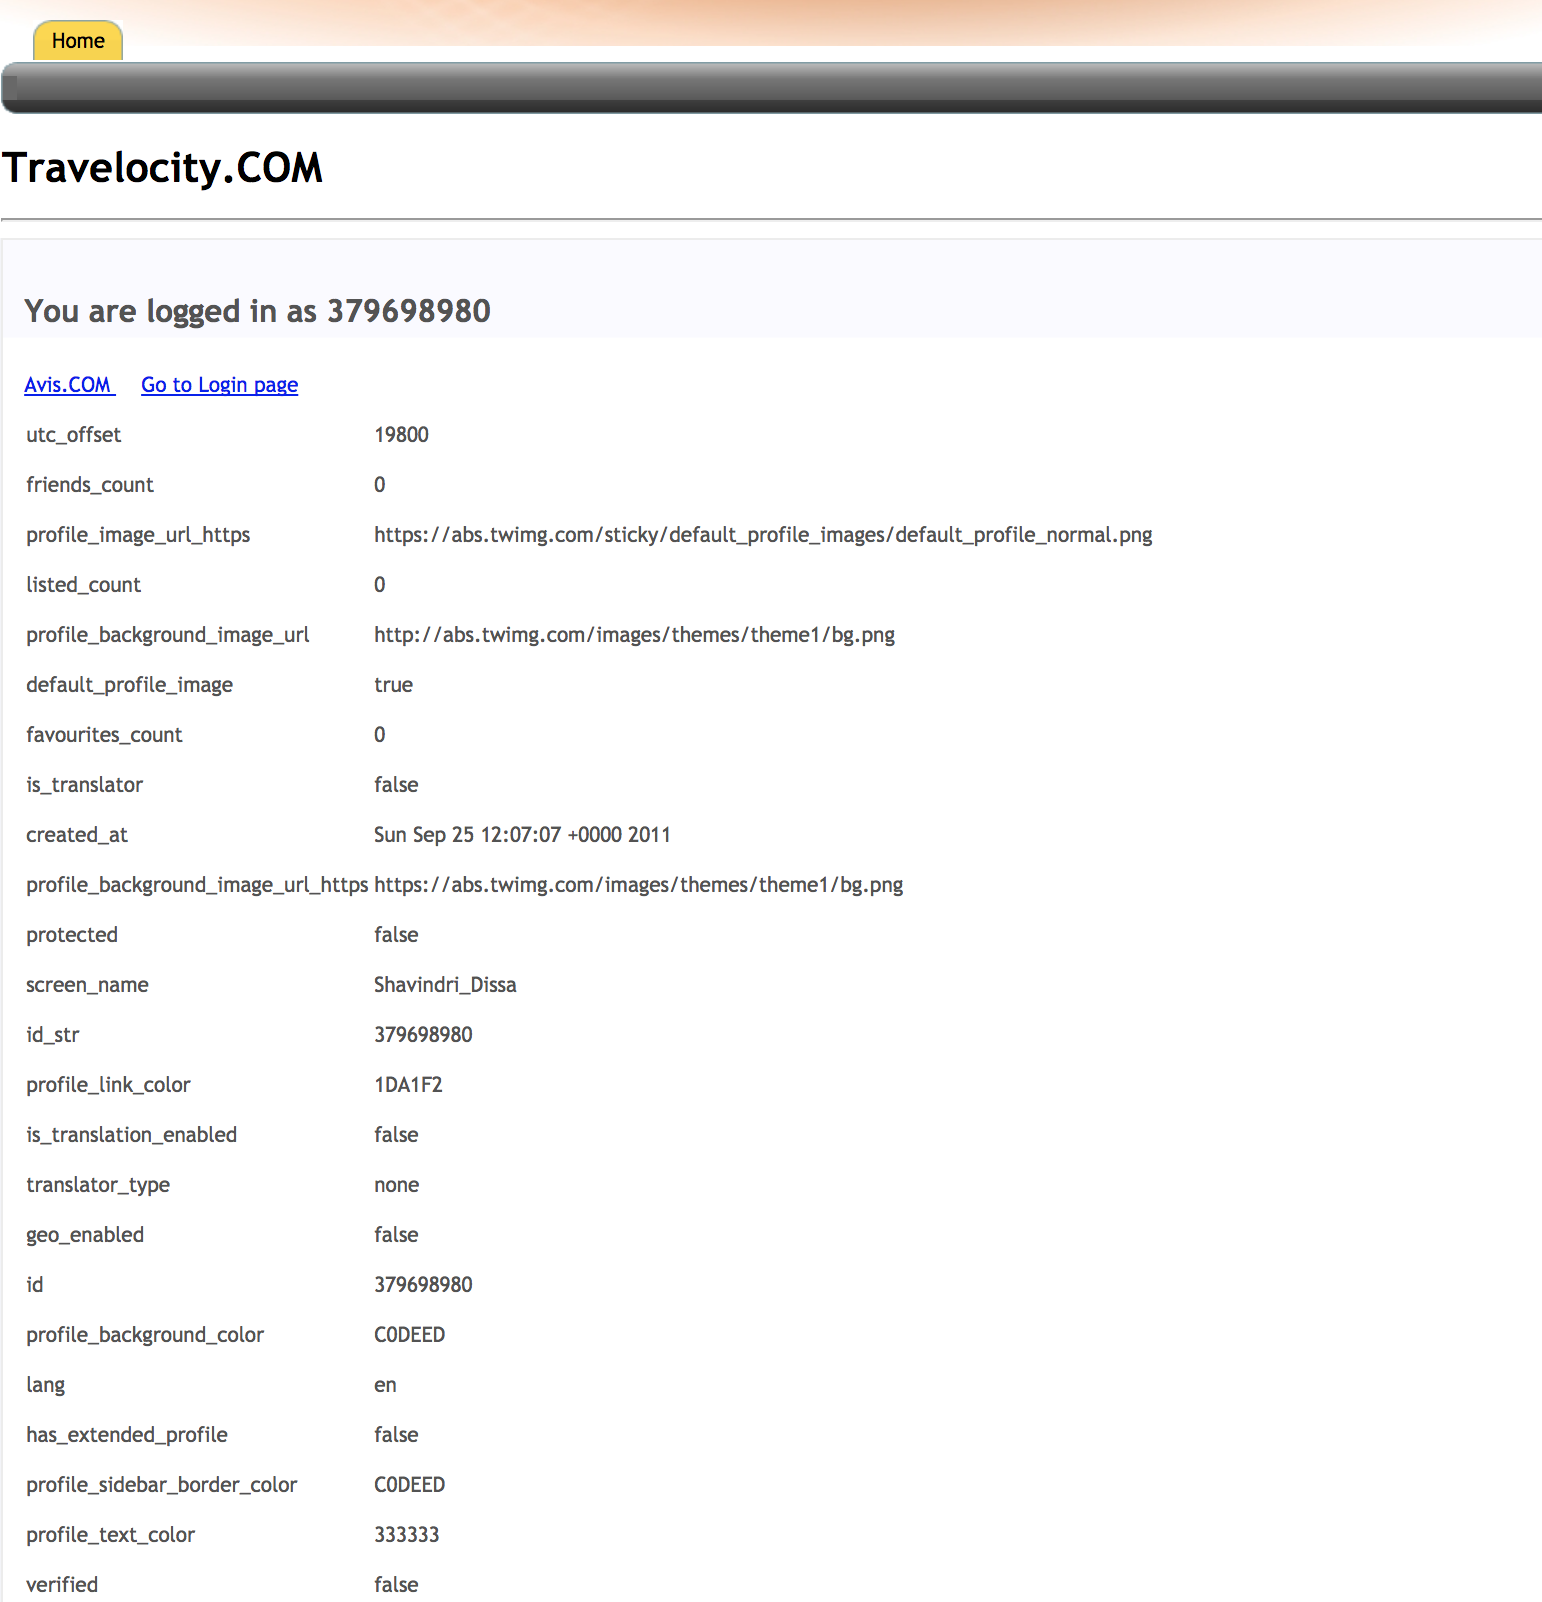 Home
Travelocity.COM
You are logged in as 379698980
Avis.COM Go to Login page
utc_offset 19800
friends_count 0
profile_image_url_https https://abs.twimg.com/sticky/default_profile_images/default_profile_normal.png
listed_count 0
profile_background_image_url http://abs.twimg.com/images/themes/theme1/bg.png
default_profile_image true
favourites_count 0
is_translator false
created_at Sun Sep 25 12:07:07 +0000 2011
profile_background_image_url_https https://abs.twimg.com/images/themes/theme1/bg.png
protected false
screen_name Shavindri_Dissa
id_str 379698980
profile_link_color 1DA1F2
is_translation_enabled false
translator_type none
geo_enabled false
id 379698980
profile_background_color C0DEED
lang en
has_extended_profile false
profile_sidebar_border_color C0DEED
profile_text_color 333333
verified false